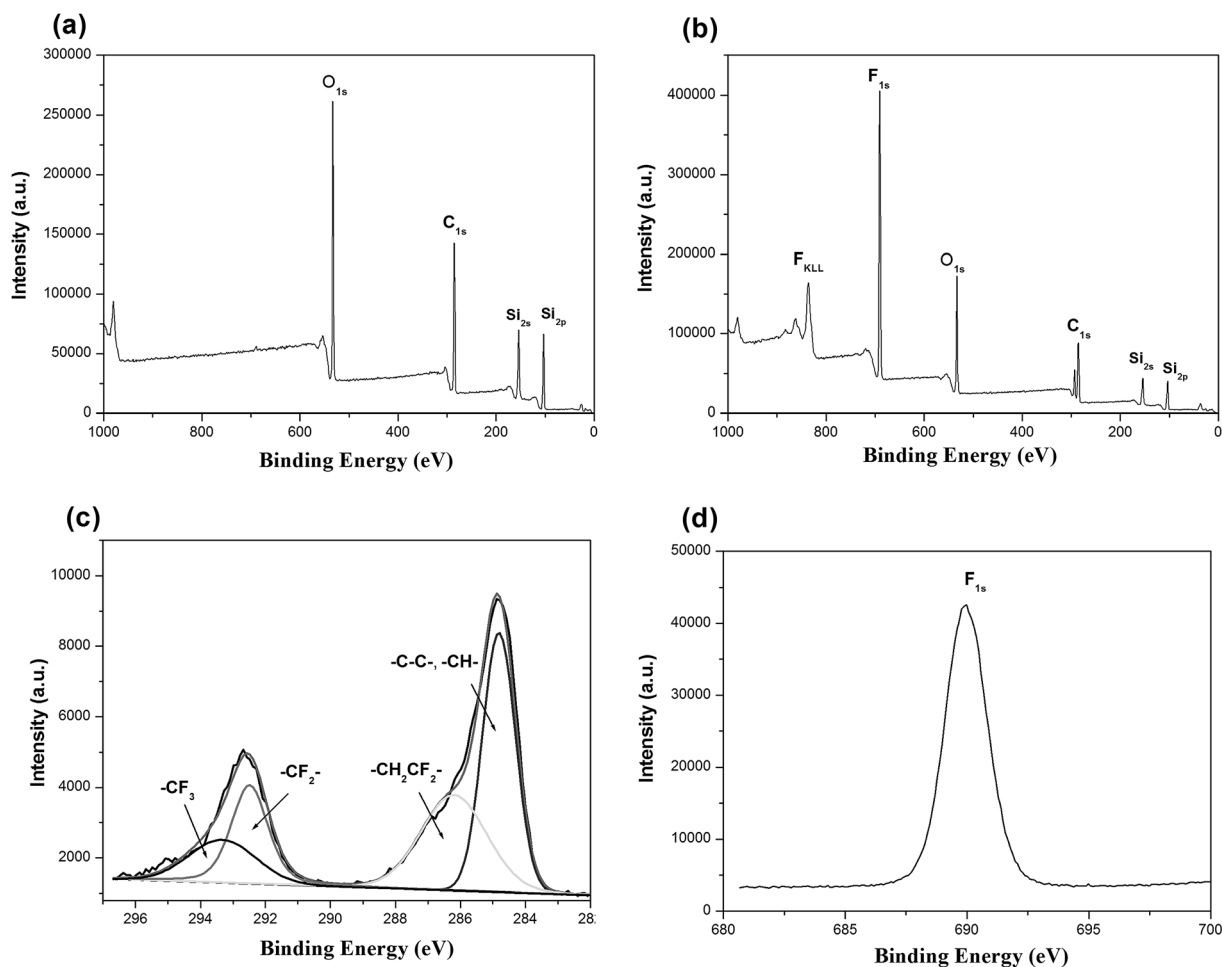 (a)
300000
250000
200000
150000
100000
50000
0
Intensity (a.u.)
O1s
C1s
Si2s
Si2p
1000 800 600 400 200 0
Binding Energy (eV)
(b)
400000
300000
200000
100000
0
Intensity (a.u.)
FKLL
F1s
O1s
C1s
Si2s
Si2p
1000 800 600 400 200 0
Binding Energy (eV)
(c)
10000
8000
6000
4000
2000
Intensity (a.u.)
-C-C-, -CH-
-CF3
-CF2-
-CH2CF2-
296 294 292 290 288 286 284
Binding Energy (eV)
(d)
50000
40000
30000
20000
10000
0
Intensity (a.u.)
F1s
680 685 690 695 700
Binding Energy (eV)